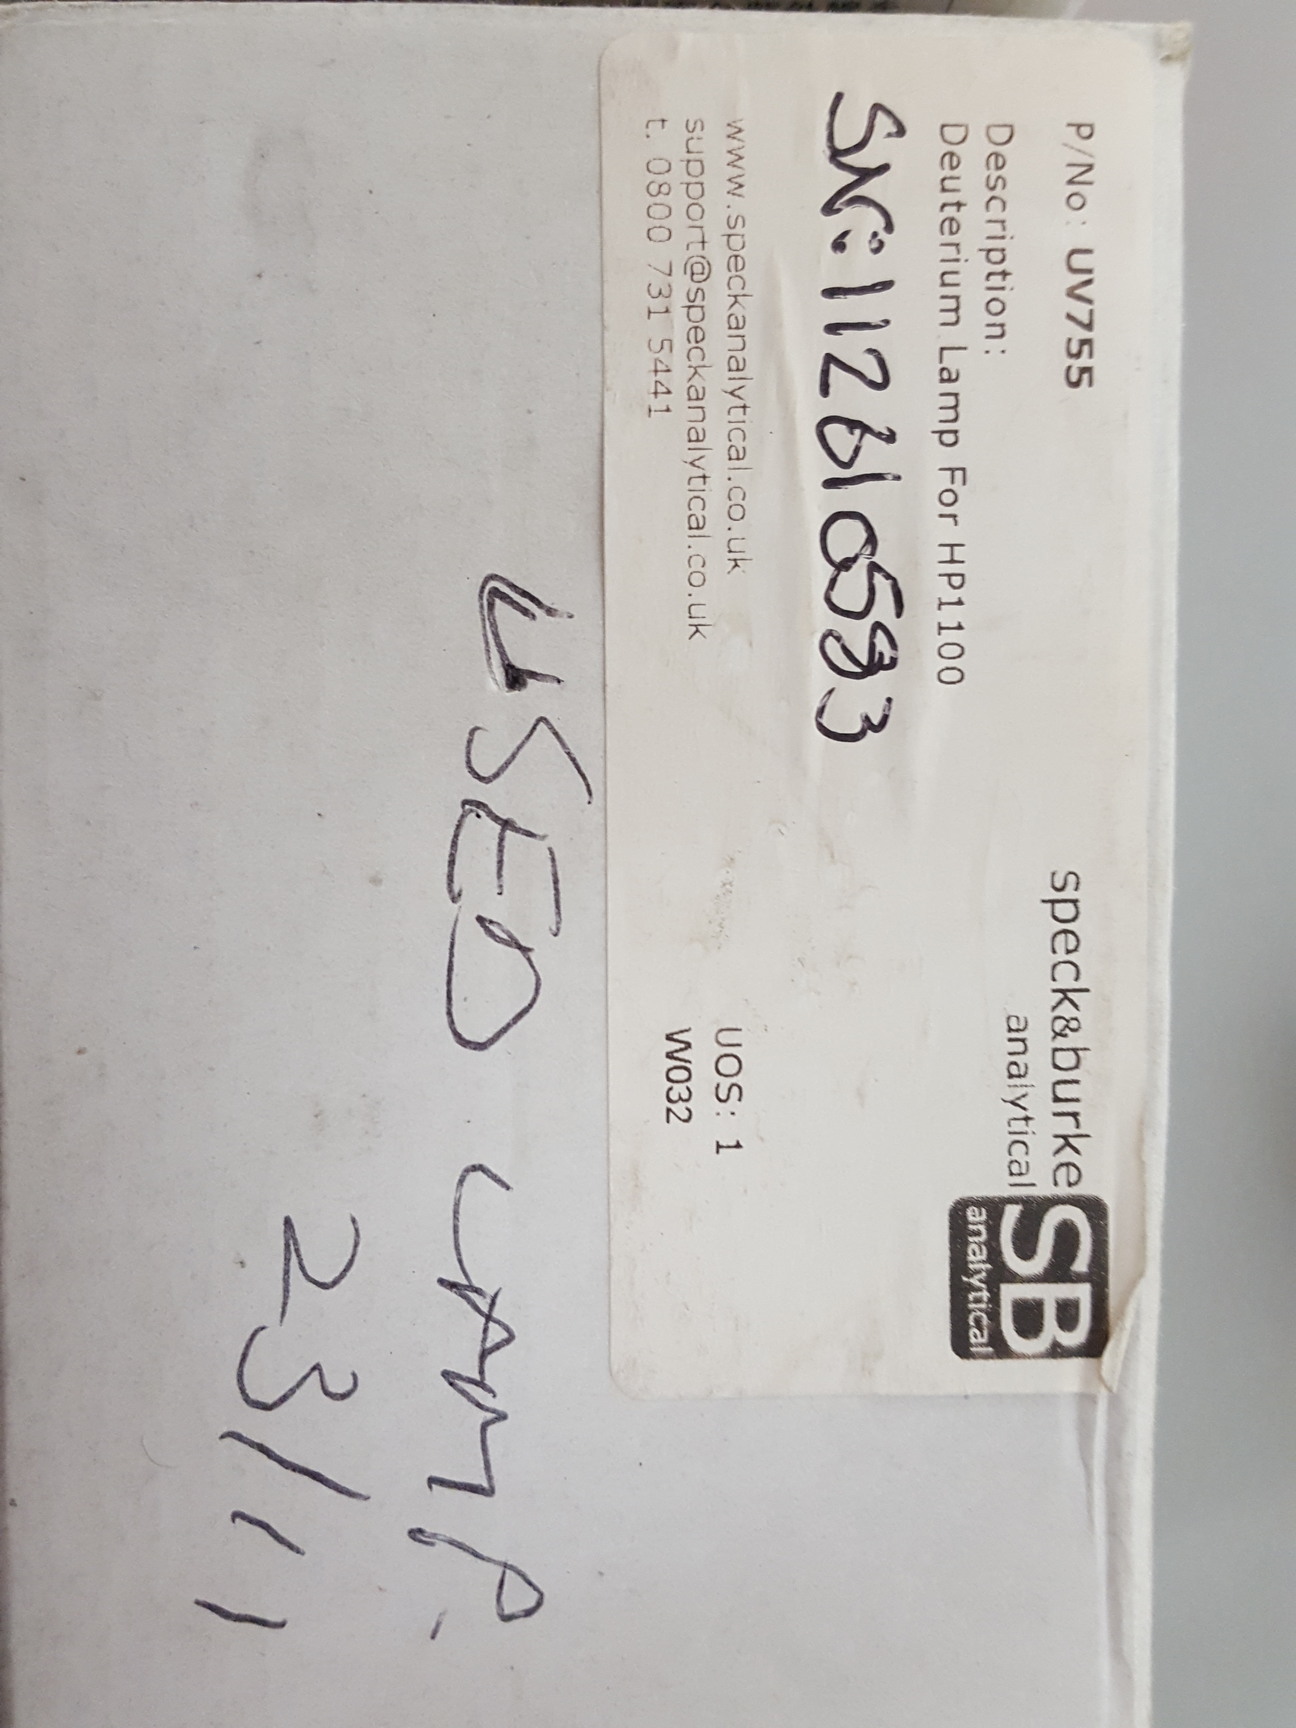 P/No: UV755
speck&burke
analytical
SB
analytical
Description:
Deuterium Lamp For HP1100
SN:112610583
www.speckanalytical.co.uk
support@speckanalytical.co.uk
t. 0800 731 5441
UOS: 1
W032
USED LAMP.
23/11